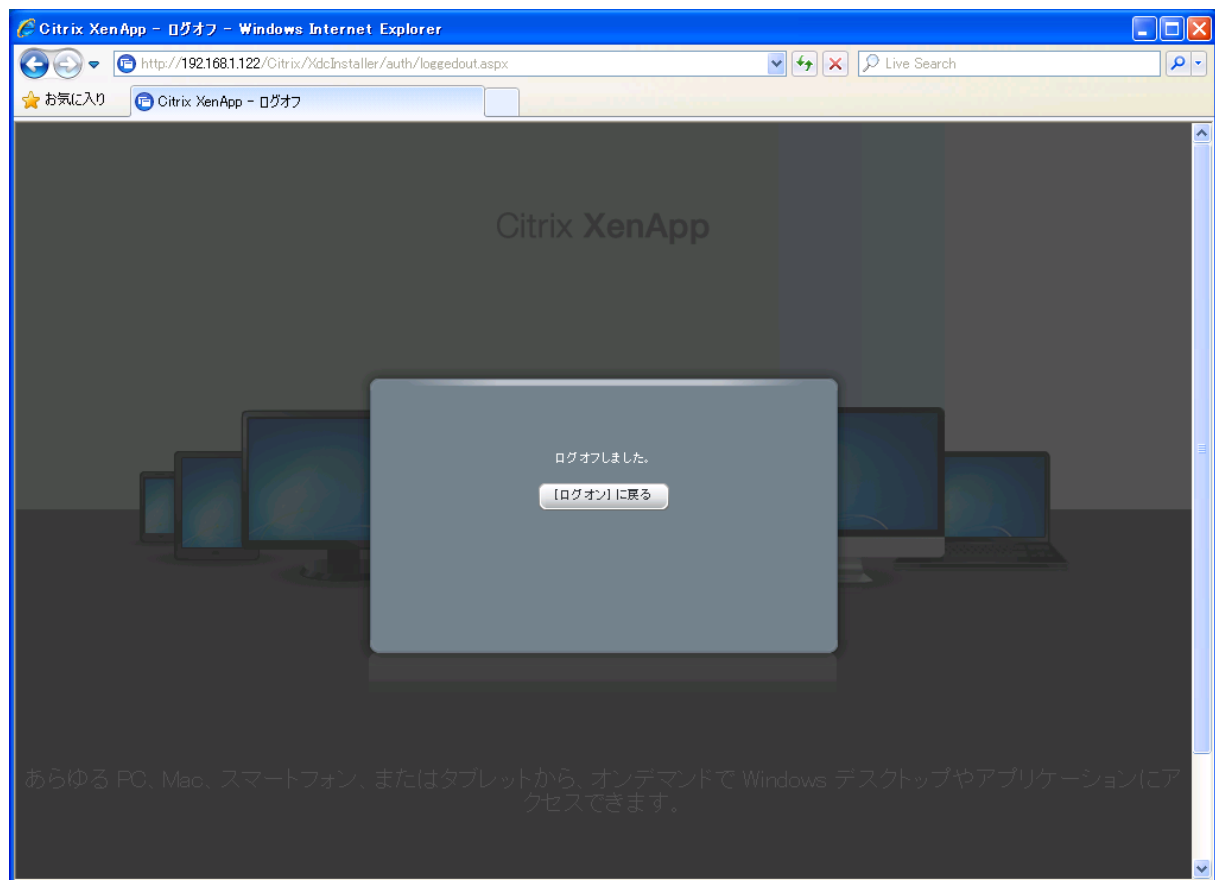 Citrix XenApp - ログオフ - Windows Internet Explorer
http://192.168.1.122/Citrix/XdcInstaller/auth/loggedout.aspx
Live Search
お気に入り
Citrix XenApp - ログオフ
Citrix XenApp
ログオフしました。
[ログオン] に戻る
あらゆる PC、Mac、スマートフォン、またはタブレットから、オンデマンドで Windows デスクトップやアプリケーションにア
クセスできます。